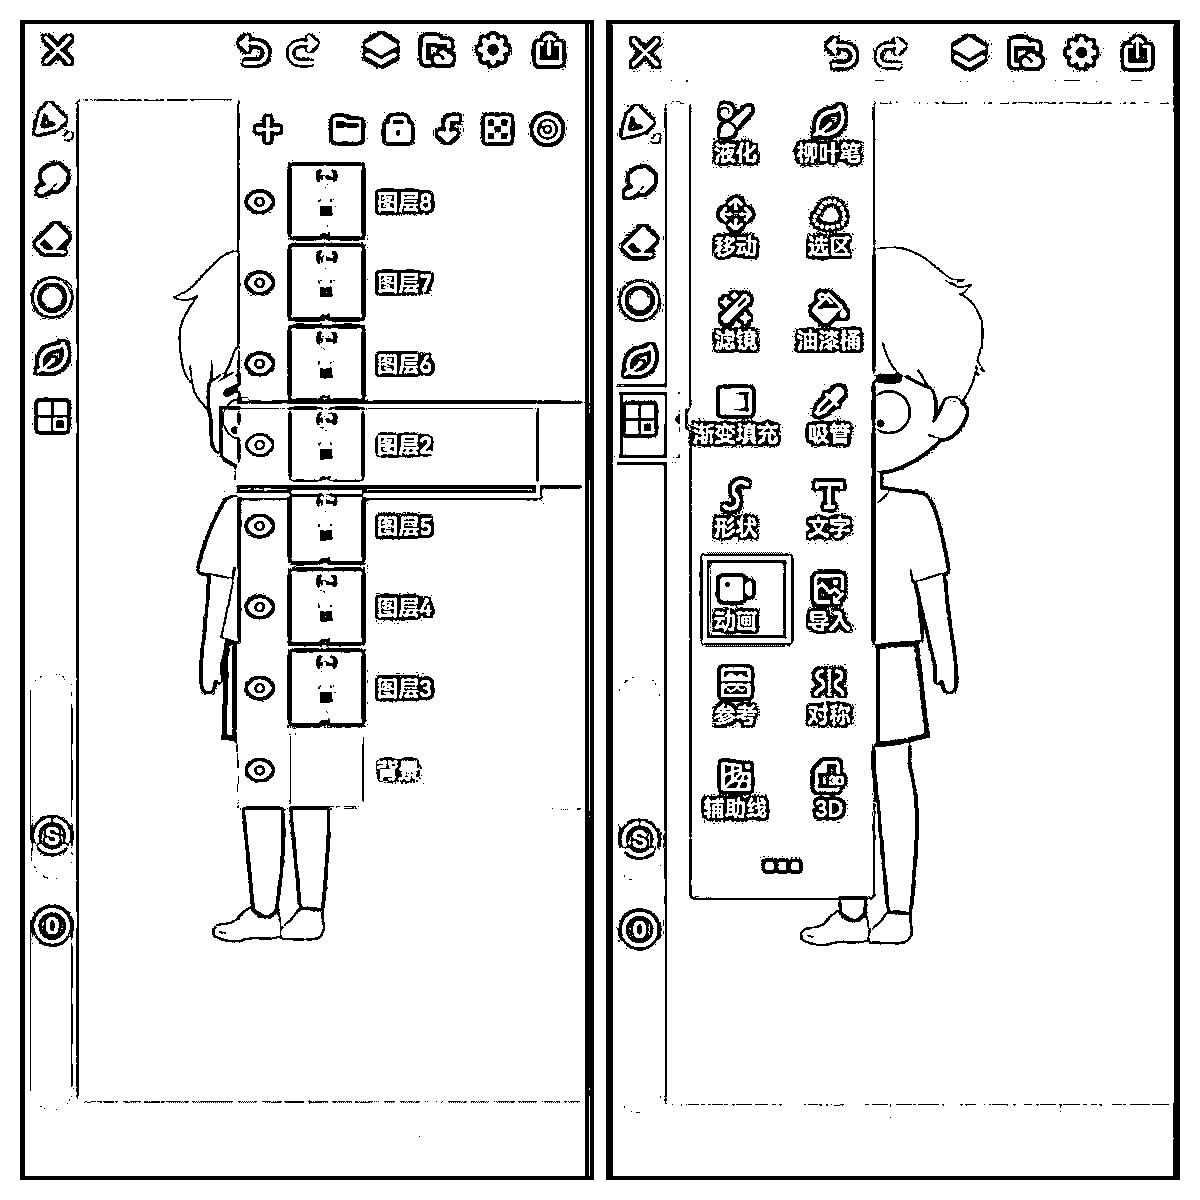 图层8
图层7
图层6
图层2
图层5
图层4
图层3
背景
S
0
液化 柳叶笔
移动 选区
滤镜 油漆桶
渐变填充 吸管
形状 文字
动画 导入
参考 对称
辅助线 3D
S
0